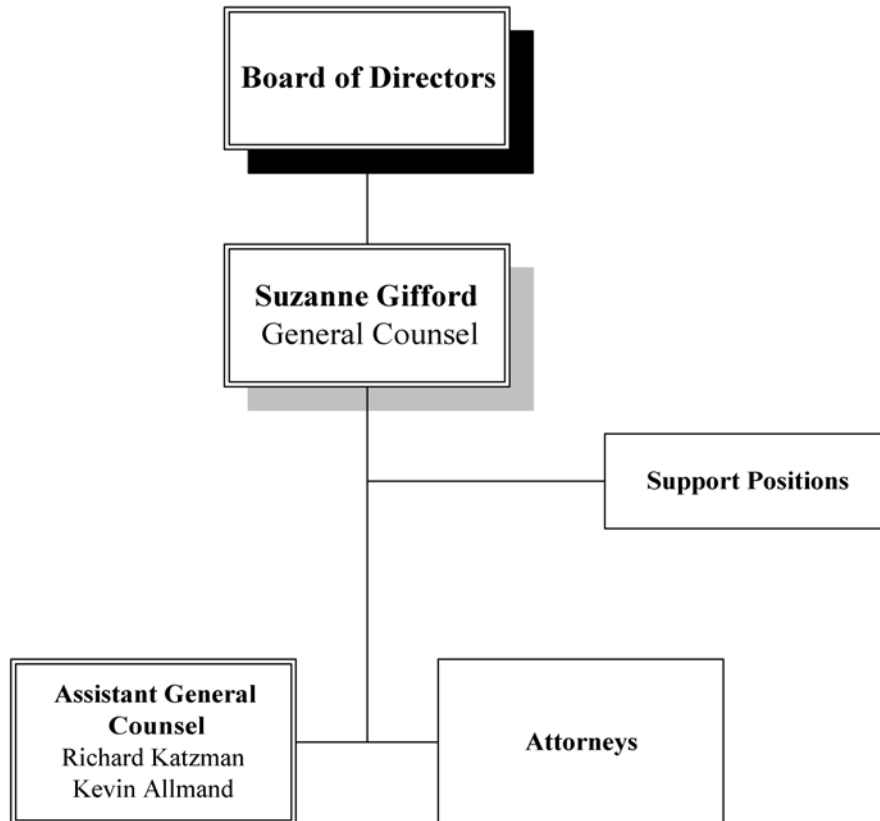 Board of Directors
Suzanne Gifford
General Counsel
Support Positions
Assistant General
Counsel
Richard Katzman
Kevin Allmand
Attorneys